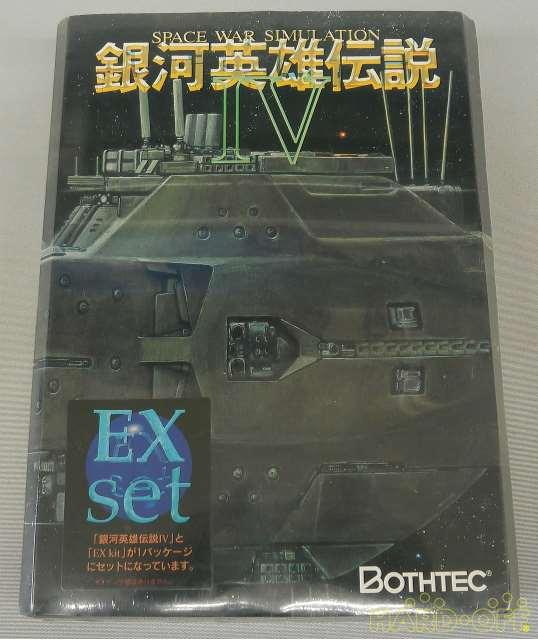 SPACE WAR SIMULATION
銀河英雄伝説
IV
EX
set
「銀河英雄伝説IV」と
「EX kit」が1パッケージ
にセットになっています。
BOTHTEC®
HARD・OFF